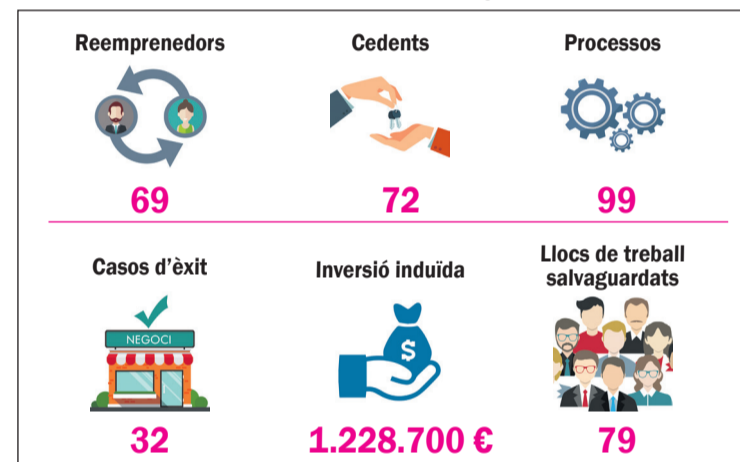 Reemprenedors
Cedents
Processos
69
72
99
Casos d'èxit
Inversió induïda
Llocs de treball
salvaguardats
NEGOCI
$
32
1.228.700 €
79